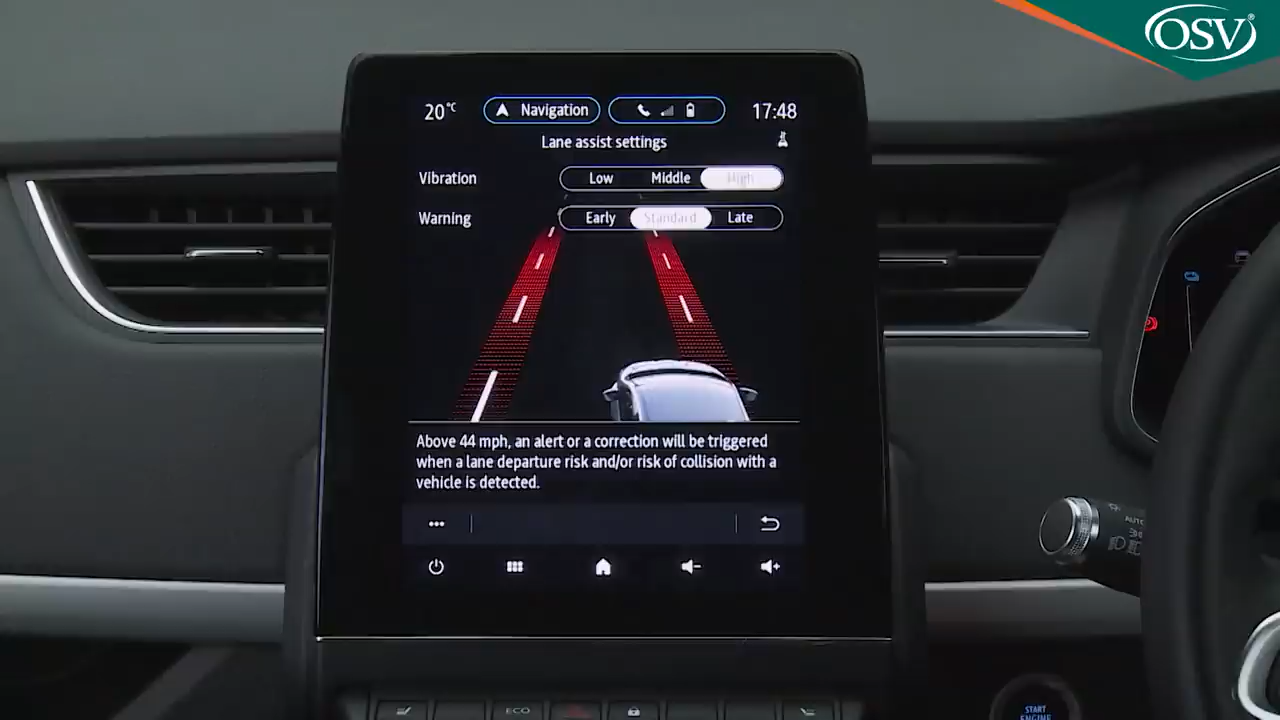 OSV
20°C Navigation 17:48
Lane assist settings
Vibration Low Middle High
Warning Early Standard Late
Above 44 mph, an alert or a correction will be triggered
when a lane departure risk and/or risk of collision with a
vehicle is detected.
AUTO
ECO
START
ENGINE